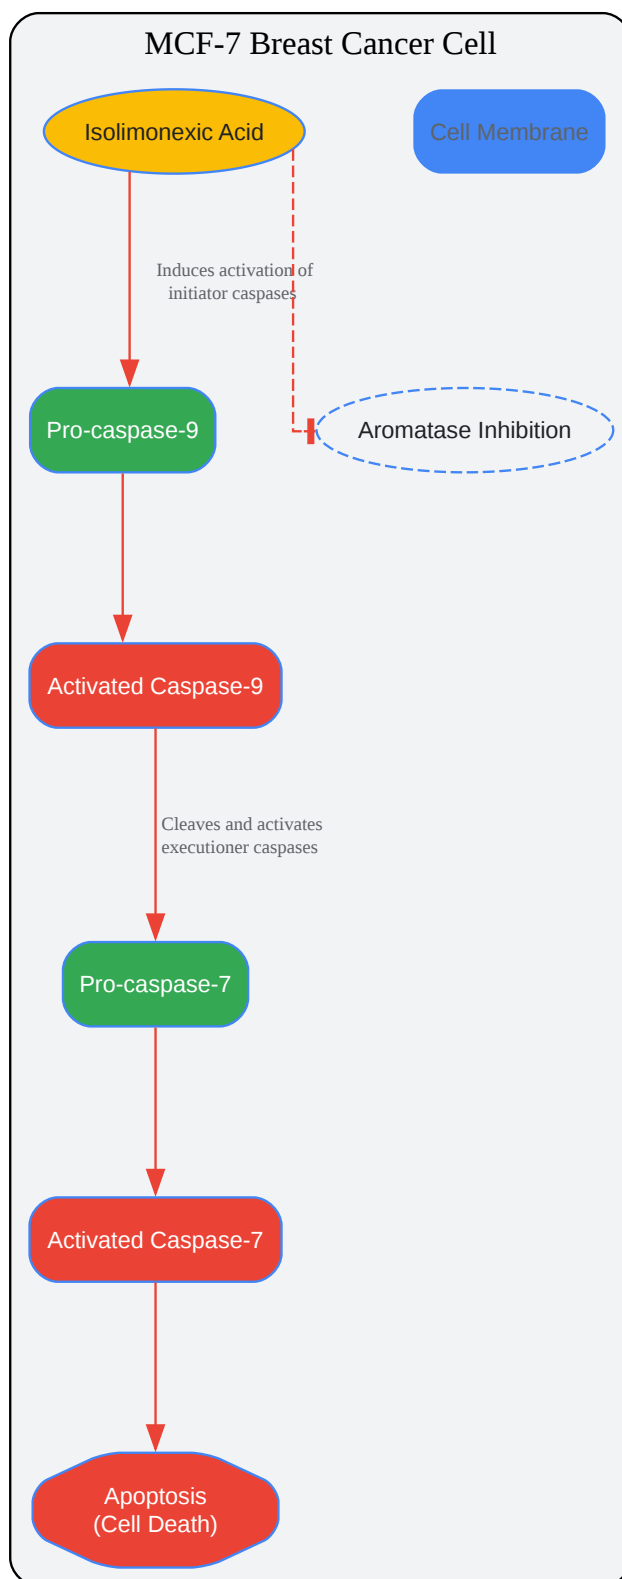 MCF-7 Breast Cancer Cell
Isolimonexic Acid
Cell Membrane
Induces activation of
initiator caspases
Pro-caspase-9
Aromatase Inhibition
Activated Caspase-9
Cleaves and activates
executioner caspases
Pro-caspase-7
Activated Caspase-7
Apoptosis
(Cell Death)